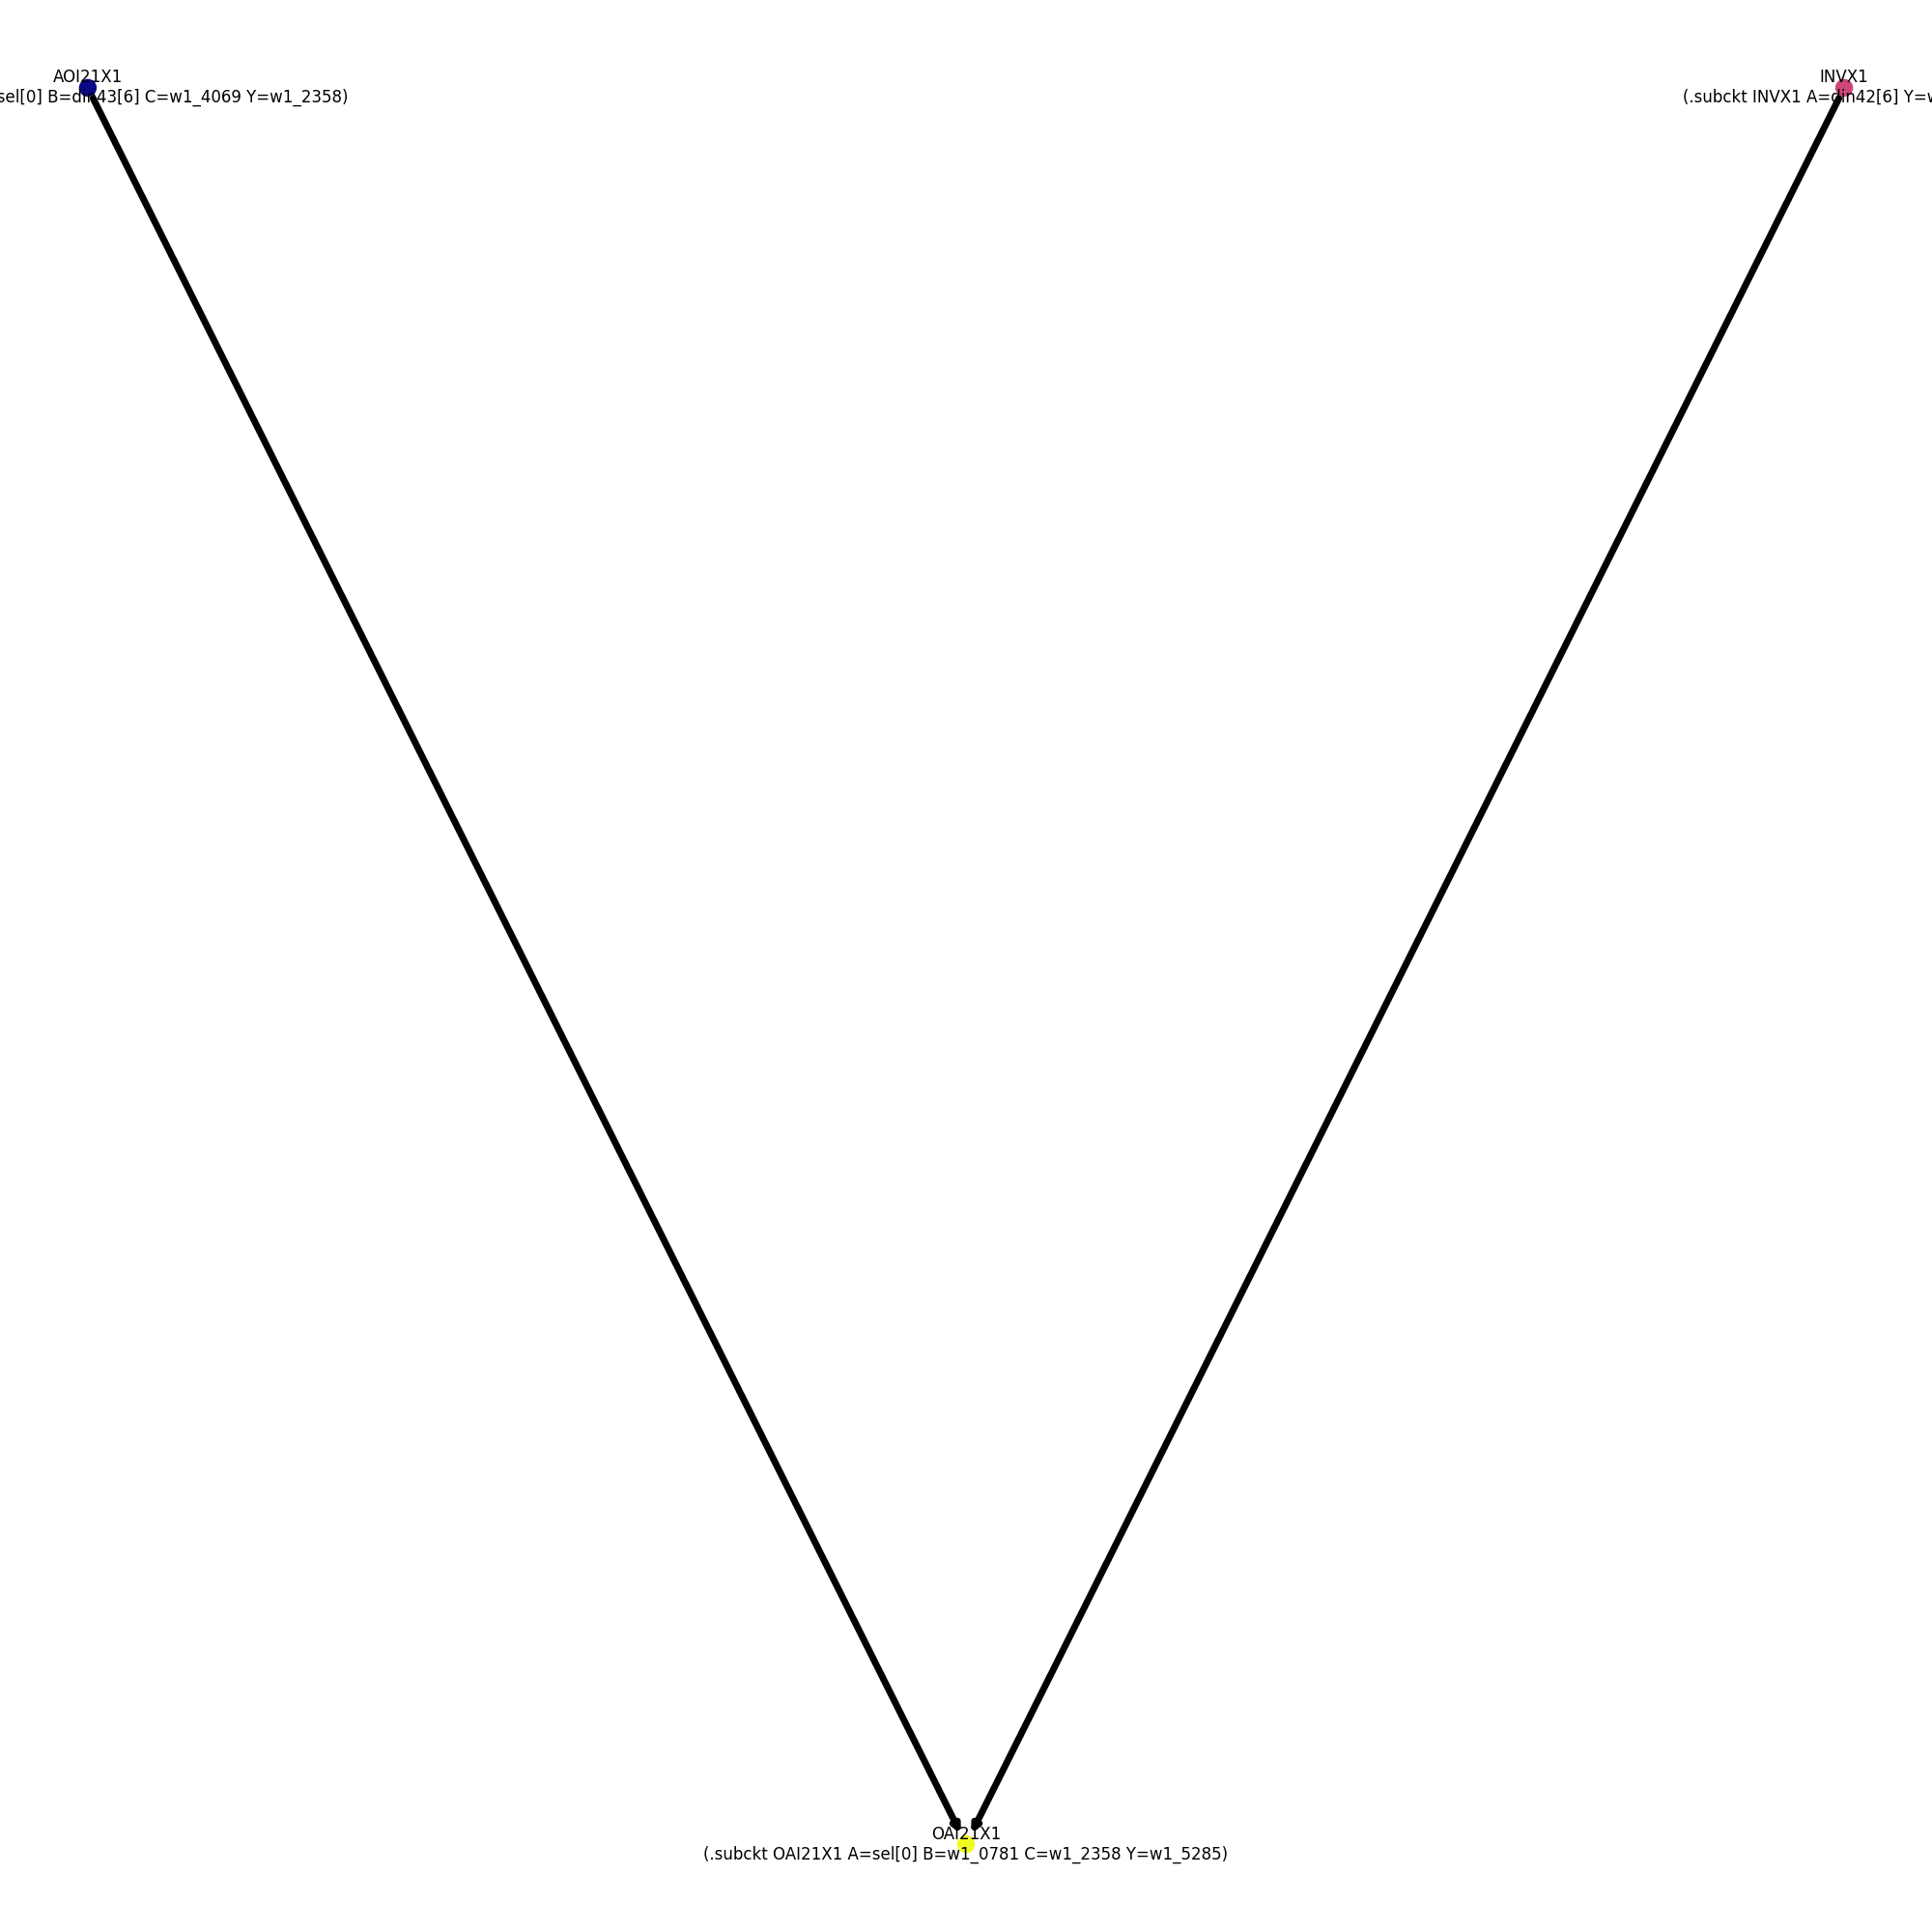 AOI21X1
sel[0] B=din43[6] C=w1_4069 Y=w1_2358)
INVX1
(.subckt INVX1 A=din42[6] Y=w
OAI21X1
(.subckt OAI21X1 A=sel[0] B=w1_0781 C=w1_2358 Y=w1_5285)